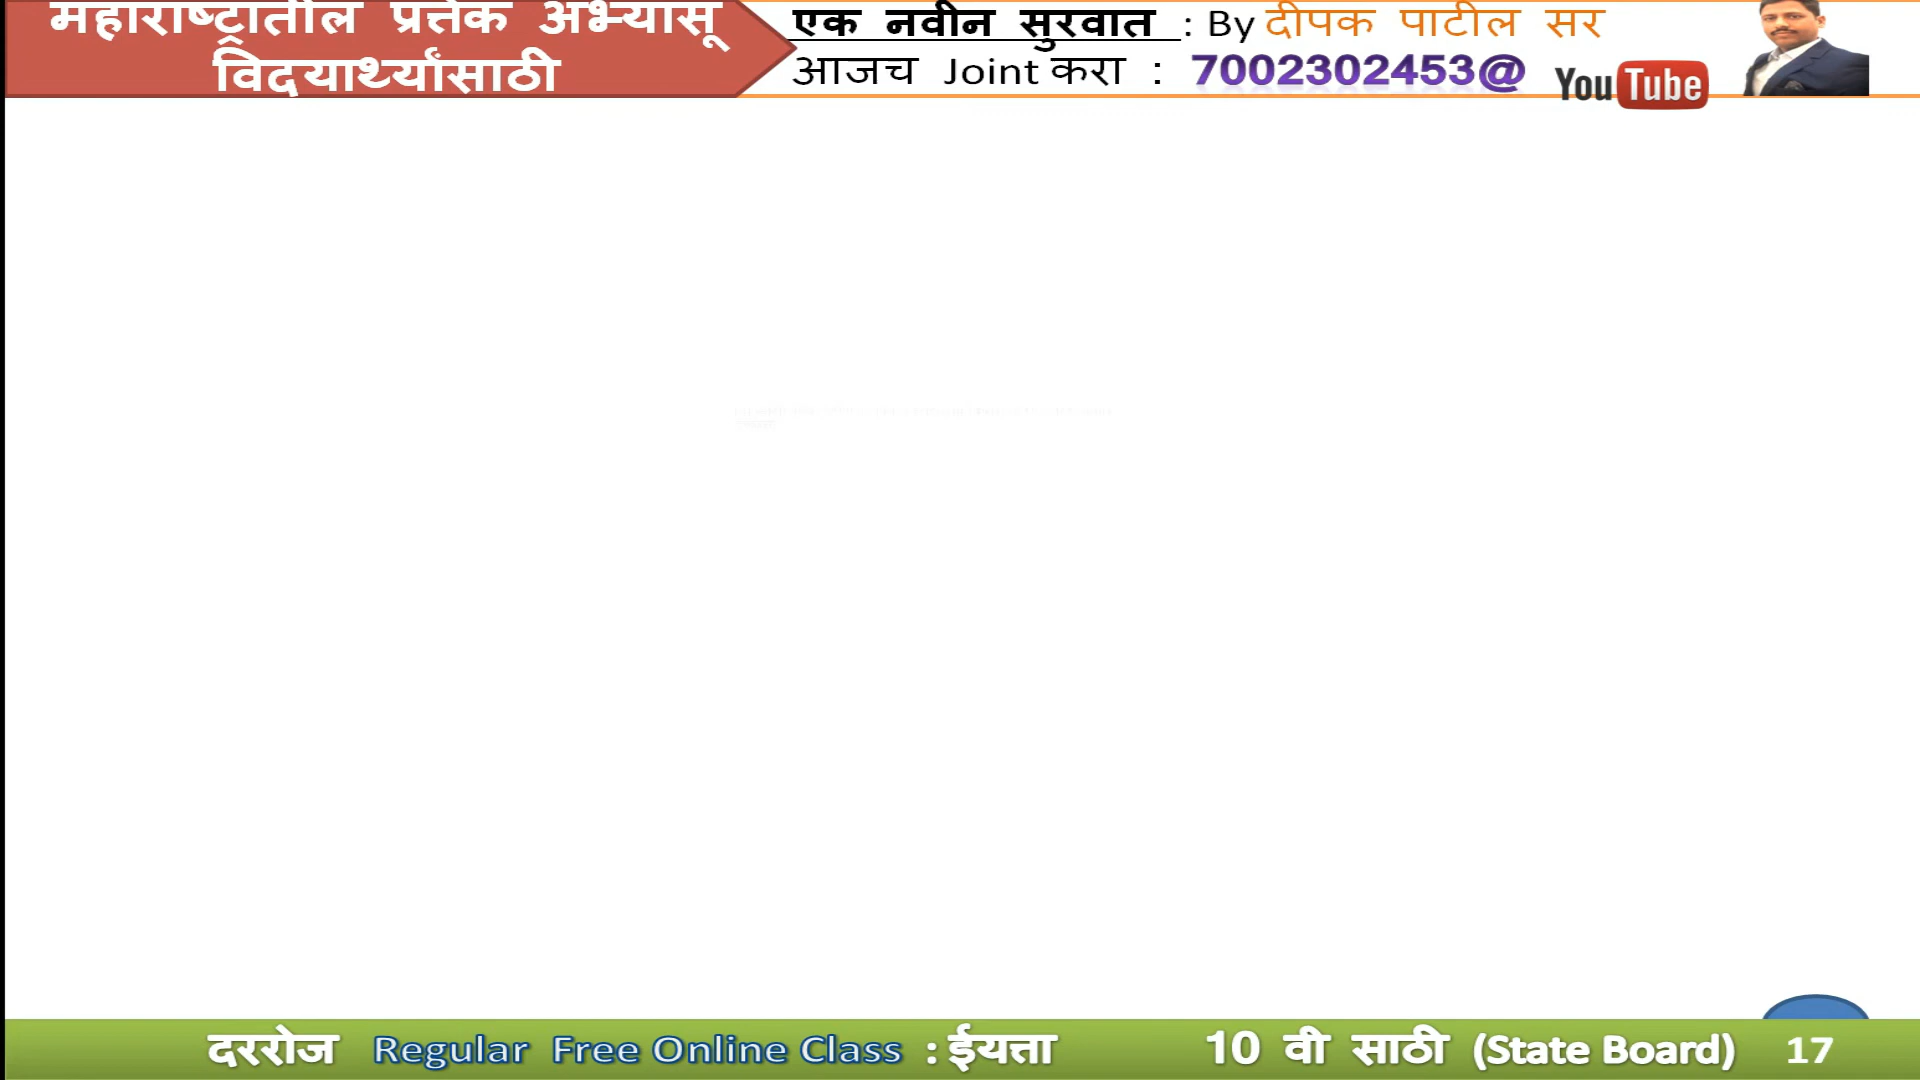 महाराष्ट्रातील प्रत्तेक अभ्यासू
विदयार्थ्यांसाठी
एक नवीन सुरवात : By दीपक पाटील सर
आजच Joint करा : 7002302453@
YouTube
दररोज Regular Free Online Class : ईयत्ता 10 वी साठी (State Board) 17